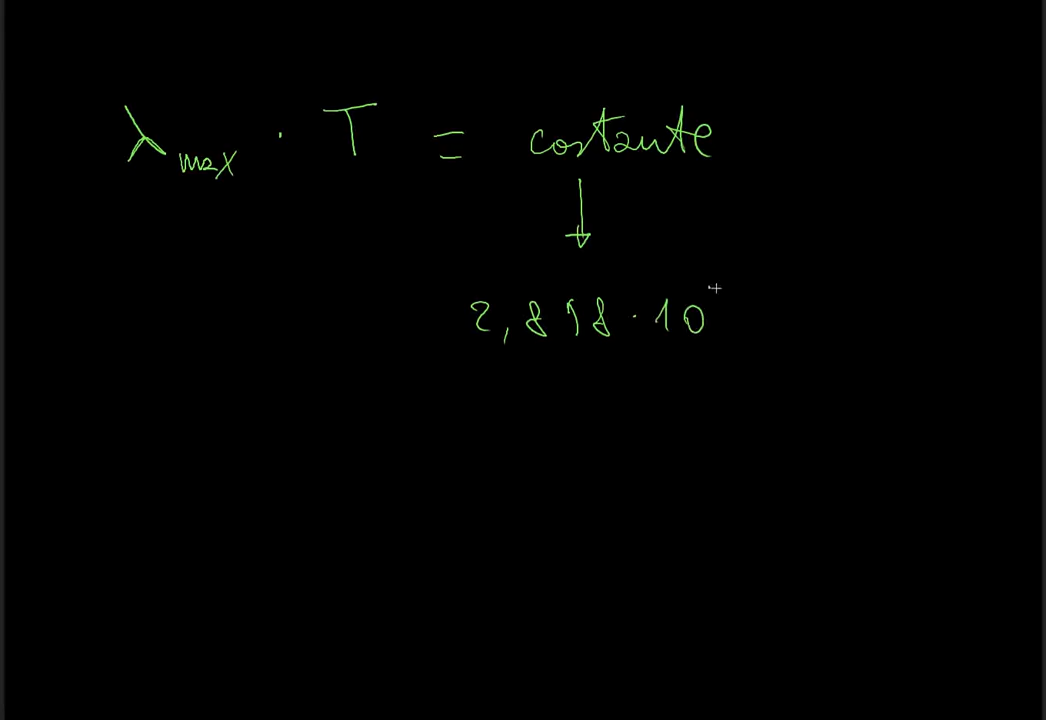 λmax · T = costante
↓
2,898 · 10